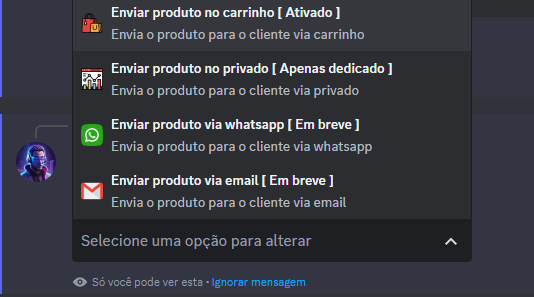 Enviar produto no carrinho [ Ativado ]
Envia o produto para o cliente via carrinho
Enviar produto no privado [ Apenas dedicado ]
Envia o produto para o cliente via privado
Enviar produto via whatsapp [ Em breve ]
Envia o produto para o cliente via whatsapp
Enviar produto via email [ Em breve ]
Envia o produto para o cliente via email
Selecione uma opção para alterar
Só você pode ver esta • Ignorar mensagem